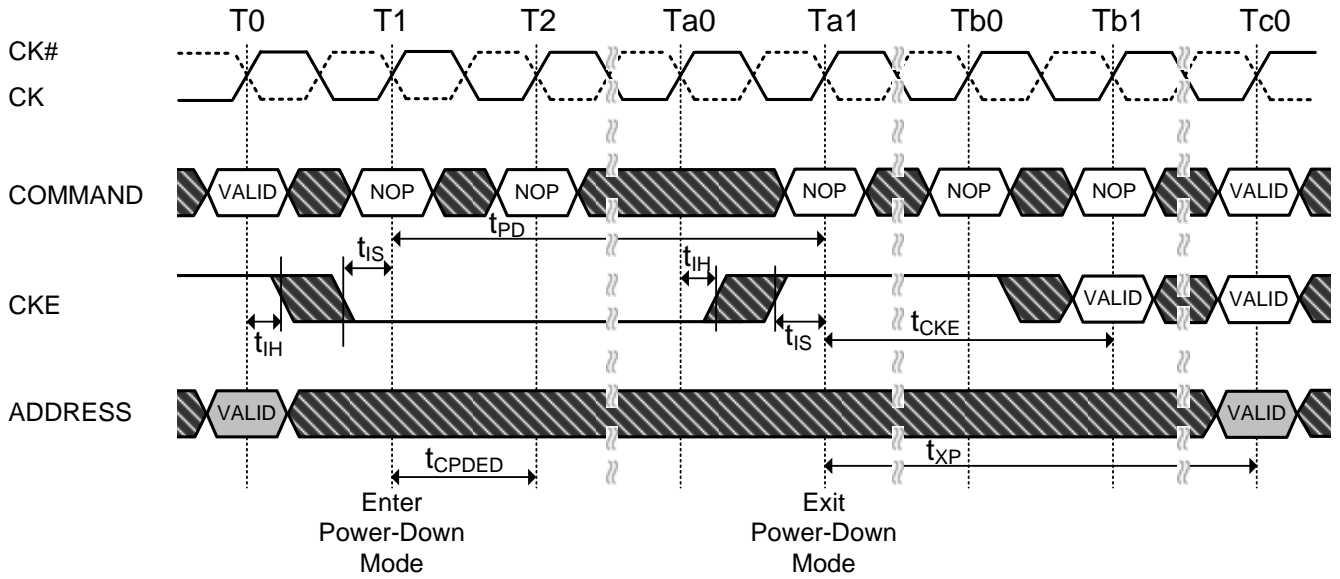 T0 T1 T2 Ta0 Ta1 Tb0 Tb1 Tc0
CK#
CK
COMMAND VALID NOP NOP NOP NOP NOP VALID
tPD
tIS tIH
CKE VALID VALID
tIH tIS tCKE
ADDRESS VALID VALID
tCPDED tXP
Enter
Power-Down
Mode
Exit
Power-Down
Mode